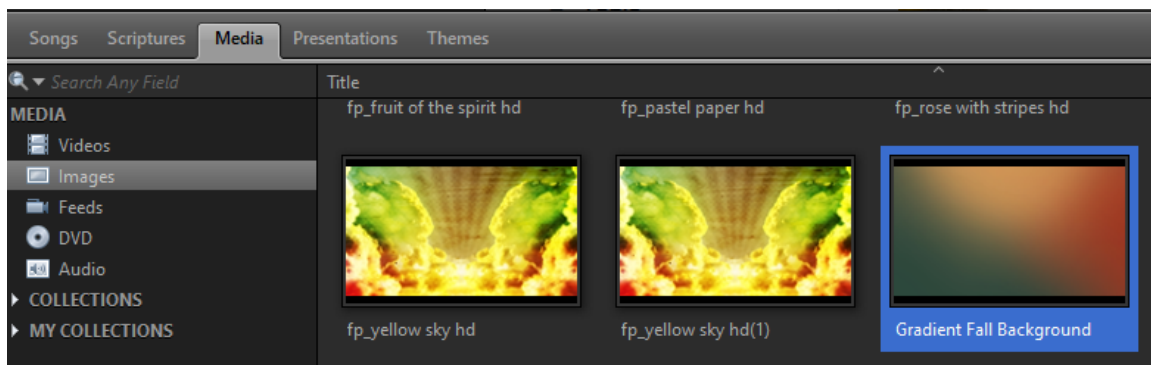 Songs Scriptures Media Presentations Themes
Search Any Field
Title
MEDIA
Videos
Images
Feeds
DVD
Audio
COLLECTIONS
MY COLLECTIONS
fp_fruit of the spirit hd fp_pastel paper hd fp_rose with stripes hd
fp_yellow sky hd fp_yellow sky hd(1) Gradient Fall Background